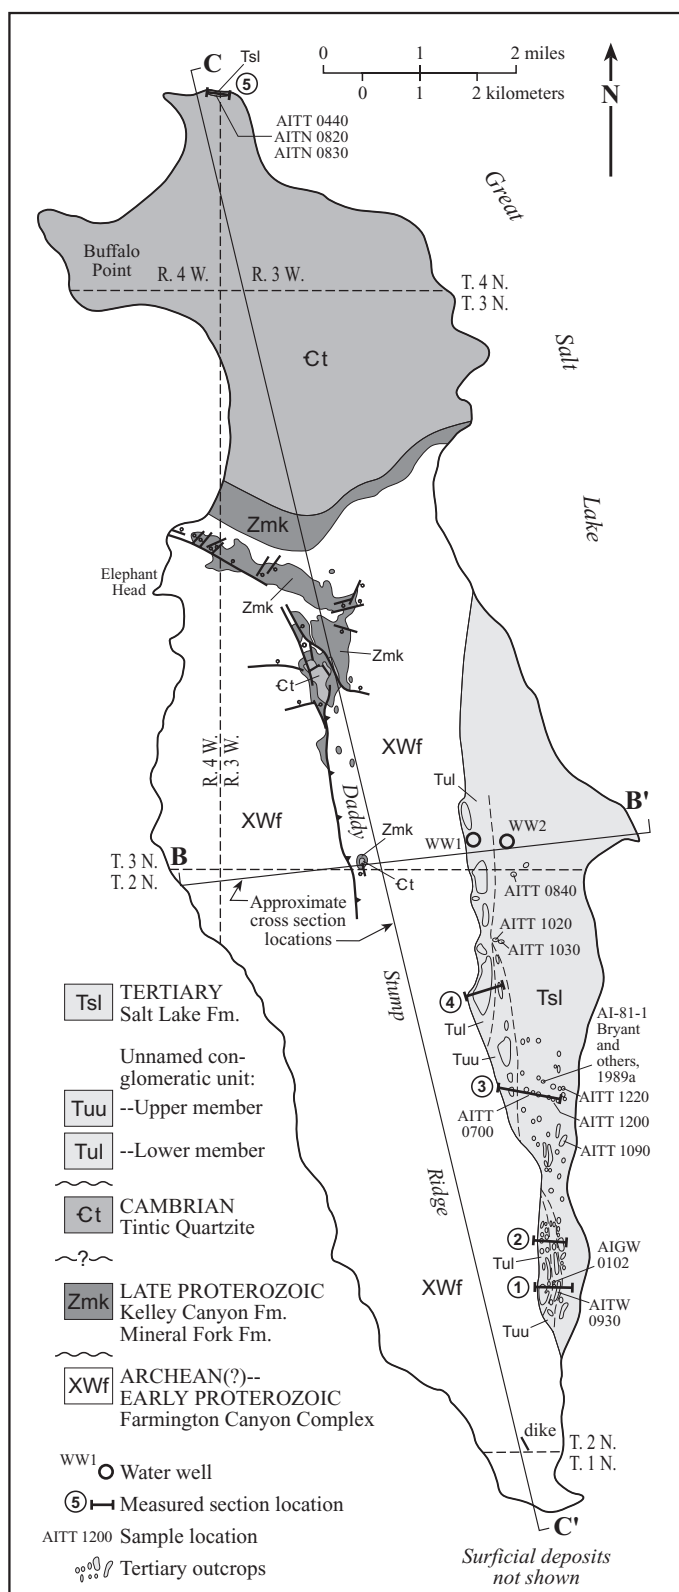 C
Tsl
5
0 1 2 miles
0 1 2 kilometers
N
AITT 0440
AITN 0820
AITN 0830
Great
Salt
Lake
Buffalo
Point
R. 4 W.
R. 3 W.
T. 4 N.
T. 3 N.
Ꞓt
Zmk
Elephant
Head
Zmk
Zmk
Ꞓt
XWf
R. 4 W.
R. 3 W.
Tul
XWf
Daddy
B'
WW1
WW2
Zmk
T. 3 N.
T. 2 N.
B
Ꞓt
AITT 0840
Approximate
cross section
locations
AITT 1020
AITT 1030
Stump
4
Tsl
Tul
AI-81-1
Bryant
and
others,
1989a
Tuu
3
AITT
0700
AITT 1220
AITT 1200
AITT 1090
Ridge
2
Tul
AIGW
0102
XWf
1
AITW
0930
Tuu
dike
T. 2 N.
T. 1 N.
C'
Surficial deposits
not shown
Tsl TERTIARY
Salt Lake Fm.
Unnamed con-
glomeratic unit:
Tuu --Upper member
Tul --Lower member
Ꞓt CAMBRIAN
Tintic Quartzite
?
Zmk LATE PROTEROZOIC
Kelley Canyon Fm.
Mineral Fork Fm.
XWf ARCHEAN(?)--
EARLY PROTEROZOIC
Farmington Canyon Complex
WW1 Water well
5 Measured section location
AITT 1200 Sample location
Tertiary outcrops